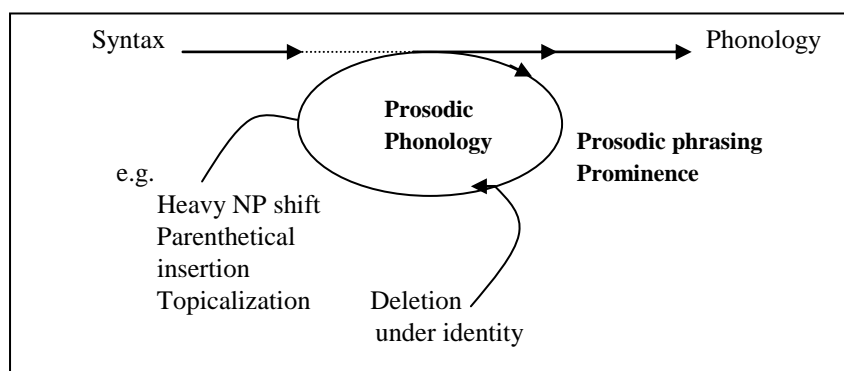 Syntax
Phonology
Prosodic
Phonology
Prosodic phrasing
Prominence
e.g.
Heavy NP shift
Parenthetical
insertion
Topicalization
Deletion
under identity